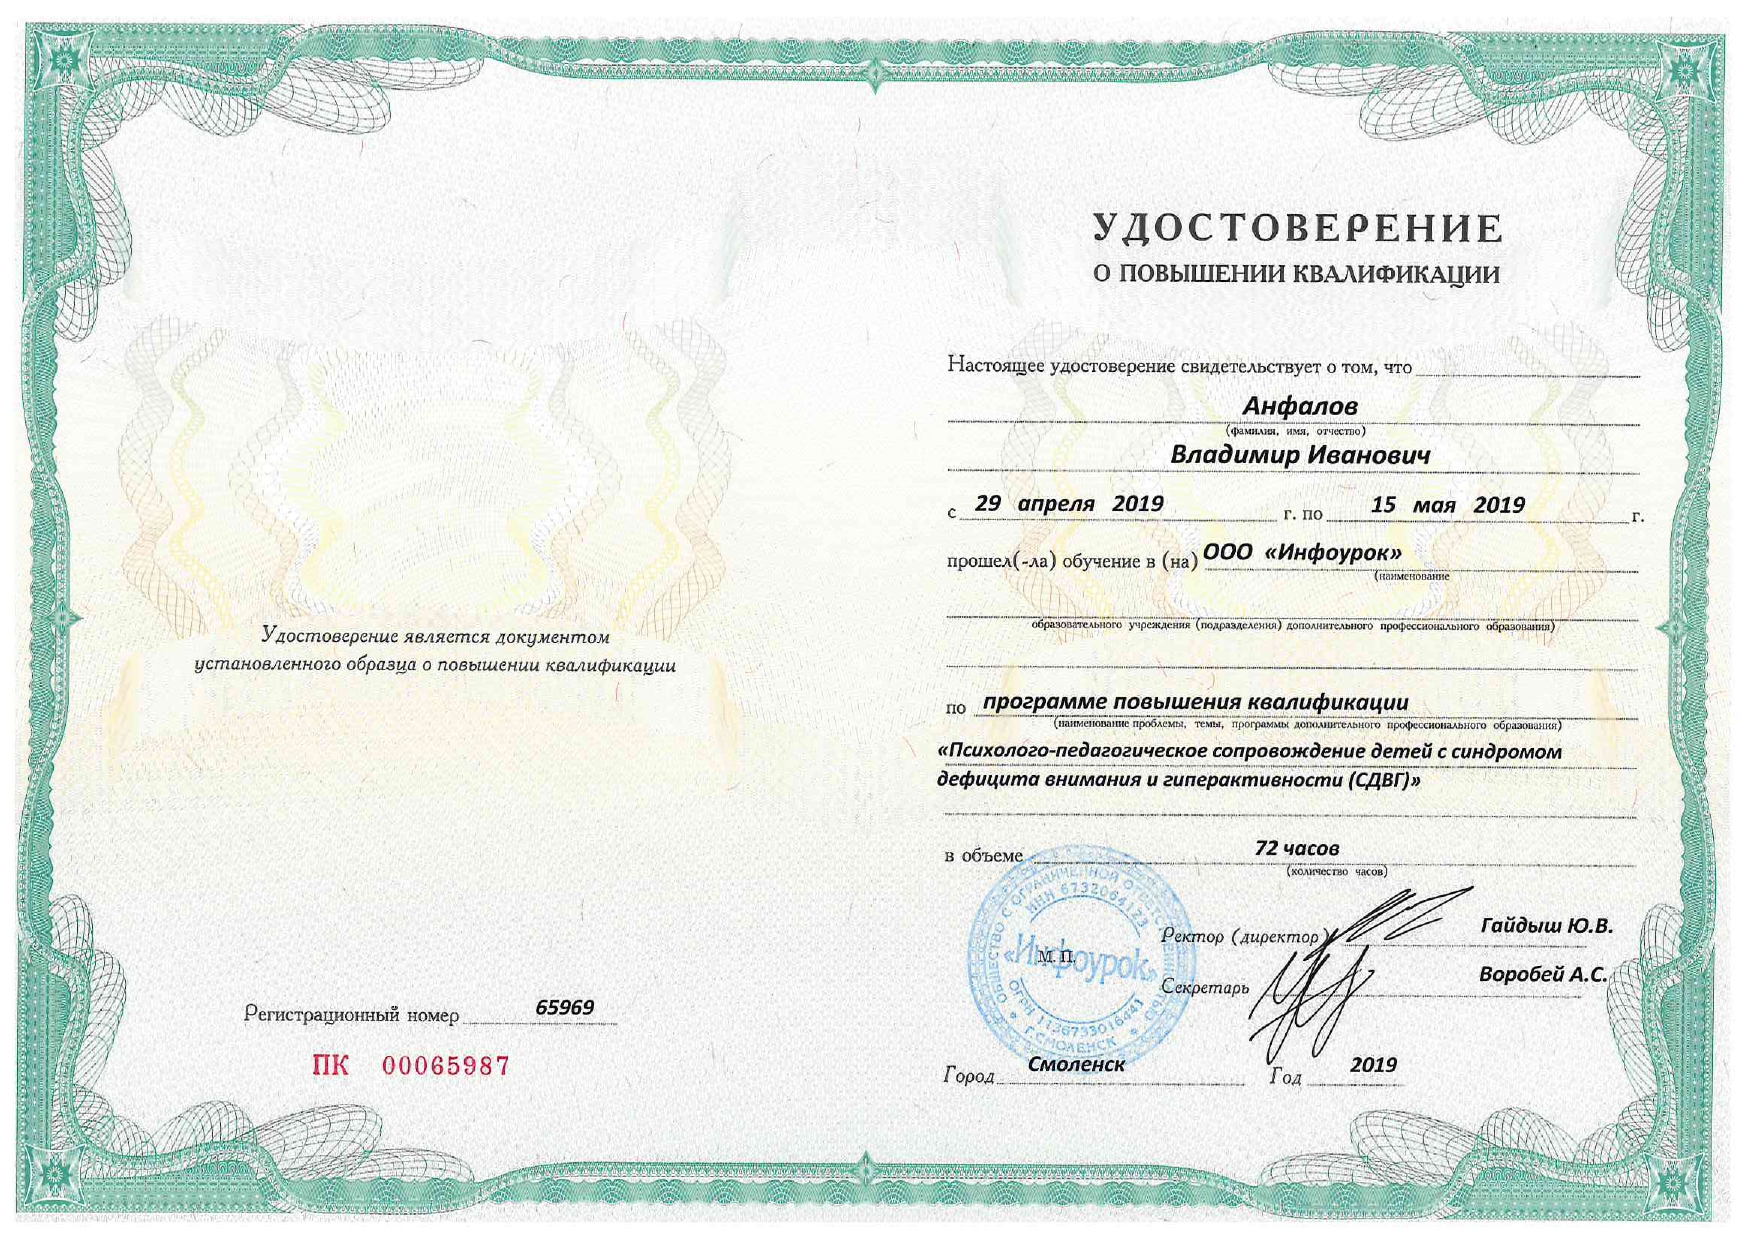 Удостоверение является документом
установленного образца о повышении квалификации
Регистрационный номер 65969
ПК 00065987
УДОСТОВЕРЕНИЕ
О ПОВЫШЕНИИ КВАЛИФИКАЦИИ
Настоящее удостоверение свидетельствует о том, что
Анфалов
(фамилия, имя, отчество)
Владимир Иванович
с 29 апреля 2019 г. по 15 мая 2019 г.
прошел(-ла) обучение в (на) ООО «Инфоурок»
(наименование
образовательного учреждения (подразделения) дополнительного профессионального образования)
по программе повышения квалификации
(наименование проблемы, темы, программы дополнительного профессионального образования)
«Психолого-педагогическое сопровождение детей с синдромом
дефицита внимания и гиперактивности (СДВГ)»
в объеме 72 часов
(количество часов)
ОБЩЕСТВО С ОГРАНИЧЕННОЙ
ИНН 6732064123
«Инфоурок»
ОГРН 1136733016441
Г.СМОЛЕНСК
М.П.
Ректор (директор) Гайдыш Ю.В.
Секретарь Воробей А.С.
Город Смоленск Год 2019